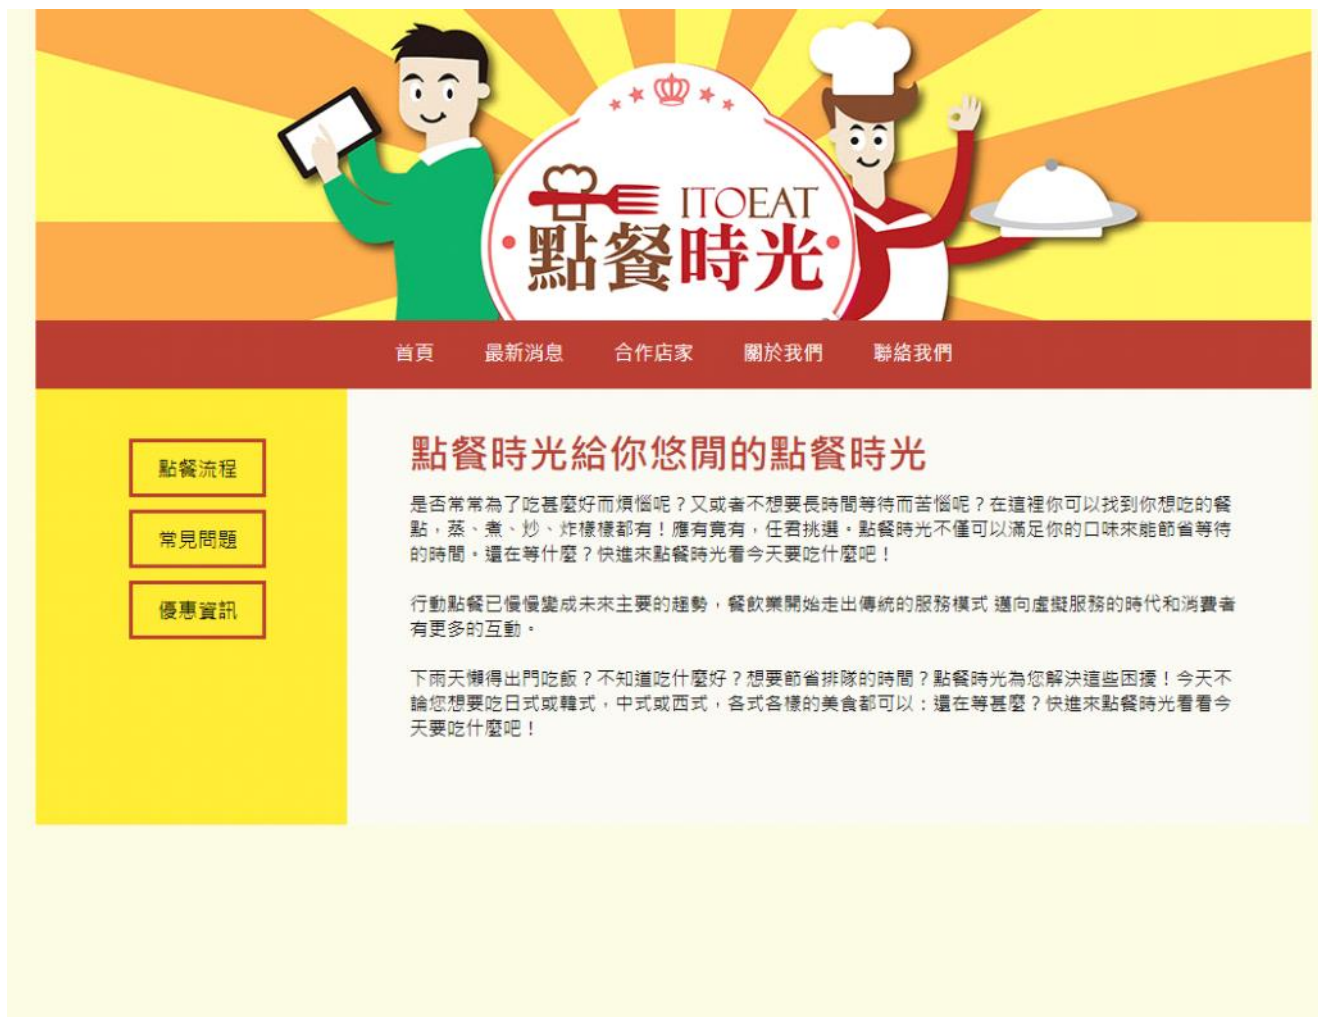 ITOEAT
點餐時光
首頁 最新消息 合作店家 關於我們 聯絡我們
點餐流程
常見問題
優惠資訊
點餐時光給你悠閒的點餐時光
是否常常為了吃甚麼好而煩惱呢？又或者不想要長時間等待而苦惱呢？在這裡你可以找到你想吃的餐
點，蒸、煮、炒、炸樣樣都有！應有竟有，任君挑選。點餐時光不僅可以滿足你的口味來能節省等待
的時間。還在等什麼？快進來點餐時光看今天要吃什麼吧！
行動點餐已慢慢變成未來主要的趨勢，餐飲業開始走出傳統的服務模式 邁向虛擬服務的時代和消費者
有更多的互動。
下雨天懶得出門吃飯？不知道吃什麼好？想要節省排隊的時間？點餐時光為您解決這些困擾！今天不
論您想要吃日式或韓式，中式或西式，各式各樣的美食都可以：還在等甚麼？快進來點餐時光看看今
天要吃什麼吧！